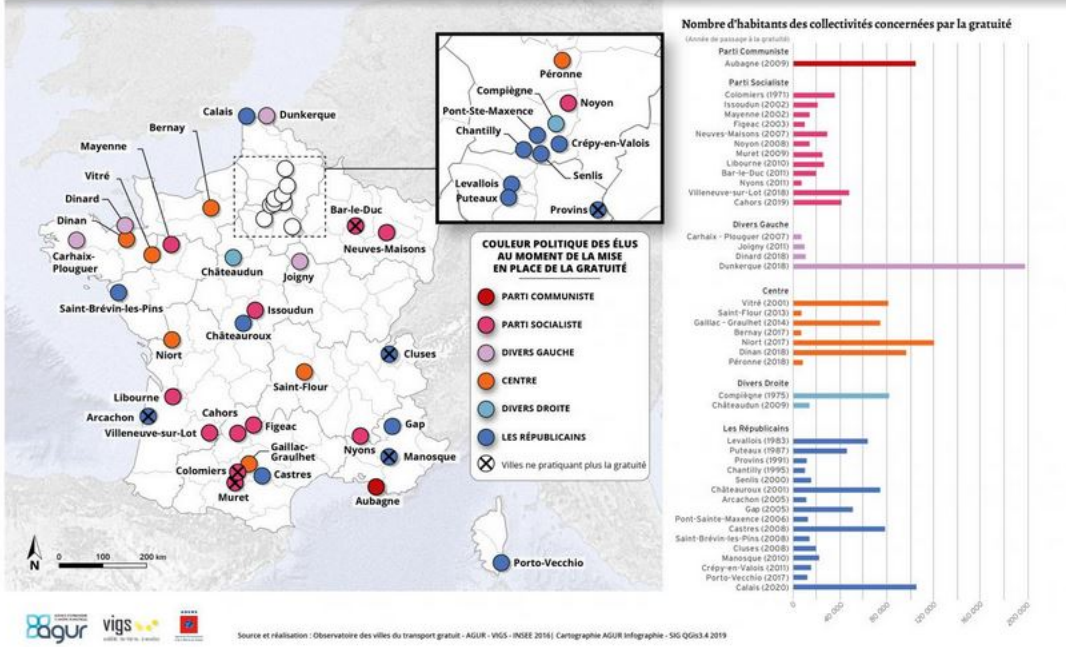 Calais
Dunkerque
Bernay
Mayenne
Vitré
Dinard
Dinan
Carhaix-
Plouguer
Saint-Brévin-les-Pins
Châteaudun
Joigny
Bar-le-Duc
Neuves-Maisons
Issoudun
Châteauroux
Niort
Cluses
Saint-Flour
Libourne
Arcachon
Cahors
Villeneuve-sur-Lot
Figeac
Gap
Nyons
Manosque
Gaillac-
Graulhet
Colomiers
Castres
Muret
Aubagne
Porto-Vecchio
N
0 100 200 km
Péronne
Compiègne
Noyon
Pont-Ste-Maxence
Chantilly
Crépy-en-Valois
Senlis
Levallois
Puteaux
Provins
COULEUR POLITIQUE DES ÉLUS
AU MOMENT DE LA MISE
EN PLACE DE LA GRATUITÉ
PARTI COMMUNISTE
PARTI SOCIALISTE
DIVERS GAUCHE
CENTRE
DIVERS DROITE
LES RÉPUBLICAINS
Villes ne pratiquant plus la gratuité
Nombre d'habitants des collectivités concernées par la gratuité
(Année de passage à la gratuité)
Parti Communiste
Aubagne (2009)
Parti Socialiste
Colomiers (1971)
Issoudun (2002)
Mayenne (2002)
Figeac (2003)
Neuves-Maisons (2007)
Noyon (2008)
Muret (2009)
Libourne (2010)
Bar-le-Duc (2011)
Nyons (2011)
Villeneuve-sur-Lot (2018)
Cahors (2019)
Divers Gauche
Carhaix - Plouguer (2007)
Joigny (2011)
Dinard (2018)
Dunkerque (2018)
Centre
Vitré (2001)
Saint-Flour (2013)
Gaillac - Graulhet (2014)
Bernay (2017)
Niort (2017)
Dinan (2018)
Péronne (2018)
Divers Droite
Compiègne (1975)
Châteaudun (2009)
Les Républicains
Levallois (1983)
Puteaux (1987)
Provins (1991)
Chantilly (1995)
Senlis (2000)
Châteauroux (2001)
Arcachon (2005)
Gap (2005)
Pont-Sainte-Maxence (2006)
Castres (2008)
Saint-Brévin-les-Pins (2008)
Cluses (2008)
Manosque (2010)
Crépy-en-Valois (2011)
Porto-Vecchio (2017)
Calais (2020)
0 40 000 80 000 120 000 160 000 200 000
agur
vigs
Source et réalisation : Observatoire des villes du transport gratuit - AGUR - VIGS - INSEE 2016| Cartographie AGUR Infographie - SIG QGis3.4 2019